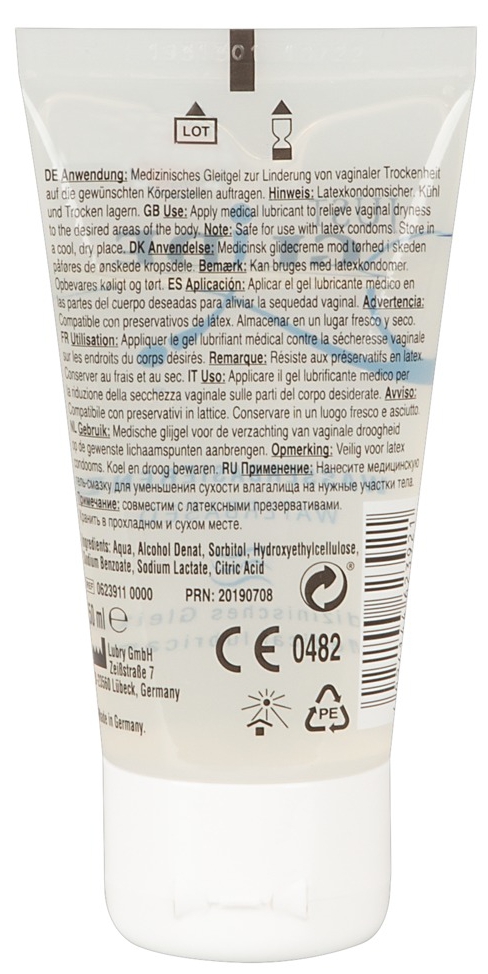 LOT
DE Anwendung: Medizinisches Gleitgel zur Linderung von vaginaler Trockenheit
auf die gewünschten Körperstellen auftragen. Hinweis: Latexkondomsicher. Kühl
und Trocken lagern. GB Use: Apply medical lubricant to relieve vaginal dryness
to the desired areas of the body. Note: Safe for use with latex condoms. Store in
a cool, dry place. DK Anvendelse: Medicinsk glidecreme mod tørhed i skeden
påføres de ønskede kropsdele. Bemærk: Kan bruges med latexkondomer.
Opbevares køligt og tørt. ES Aplicación: Aplicar el gel lubricante médico en
las partes del cuerpo deseadas para aliviar la sequedad vaginal. Advertencia:
Compatible con preservativos de látex. Almacenar en un lugar fresco y seco.
FR Utilisation: Appliquer le gel lubrifiant médical contre la sécheresse vaginale
sur les endroits du corps désirés. Remarque: Résiste aux préservatifs en latex.
Conserver au frais et au sec. IT Uso: Applicare il gel lubrificante medico per
la riduzione della secchezza vaginale sulle parti del corpo desiderate. Avviso:
Compatibile con preservativi in lattice. Conservare in un luogo fresco e asciutto.
NL Gebruik: Medische glijgel voor de verzachting van vaginale droogheid
op de gewenste lichaamspunten aanbrengen. Opmerking: Veilig voor latex
condooms. Koel en droog bewaren. RU Применение: Нанесите медицинскую
гель-смазку для уменьшения сухости влагалища на нужные участки тела.
Примечание: совместим с латексными презервативами.
Хранить в прохладном и сухом месте.
Ingredients: Aqua, Alcohol Denat, Sorbitol, Hydroxyethylcellulose,
Sodium Benzoate, Sodium Lactate, Citric Acid
REF 0623911 0000 PRN: 20190708
50 ml ℮
CE 0482
Lubry GmbH
Zeißstraße 7
23560 Lübeck, Germany
Made in Germany.
PE
®